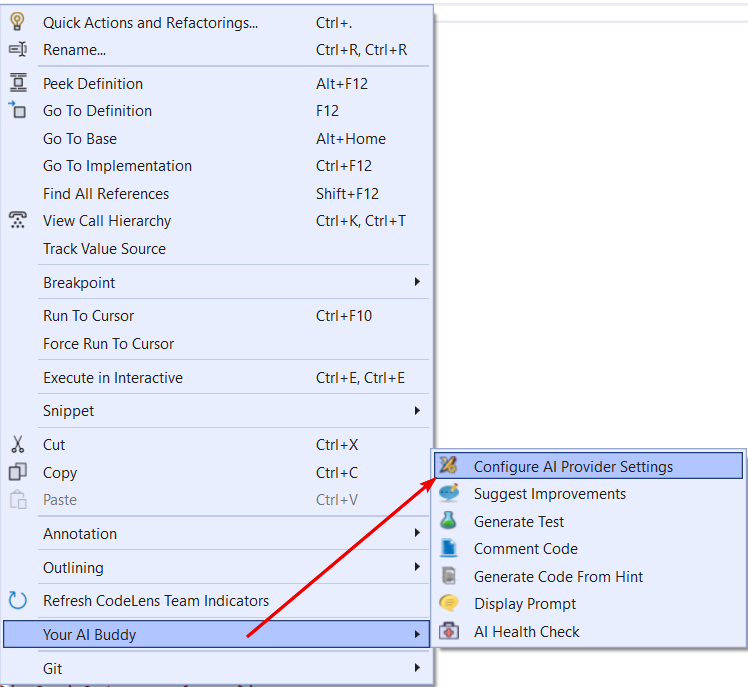 Quick Actions and Refactorings... Ctrl+.
Rename... Ctrl+R, Ctrl+R
Peek Definition Alt+F12
Go To Definition F12
Go To Base Alt+Home
Go To Implementation Ctrl+F12
Find All References Shift+F12
View Call Hierarchy Ctrl+K, Ctrl+T
Track Value Source
Breakpoint
Run To Cursor Ctrl+F10
Force Run To Cursor
Execute in Interactive Ctrl+E, Ctrl+E
Snippet
Cut Ctrl+X
Copy Ctrl+C
Paste Ctrl+V
Annotation
Outlining
Refresh CodeLens Team Indicators
Your AI Buddy
Git
Configure AI Provider Settings
Suggest Improvements
Generate Test
Comment Code
Generate Code From Hint
Display Prompt
AI Health Check